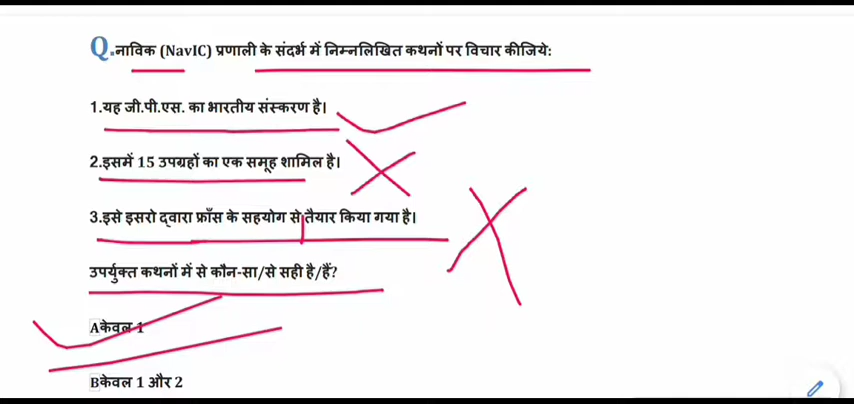 Q.नाविक (NavIC) प्रणाली के संदर्भ में निम्नलिखित कथनों पर विचार कीजिये:
1.यह जी.पी.एस. का भारतीय संस्करण है।
2.इसमें 15 उपग्रहों का एक समूह शामिल है।
3.इसे इसरो द्वारा फ्राँस के सहयोग से तैयार किया गया है।
उपर्युक्त कथनों में से कौन-सा/से सही है/हैं?
Aकेवल 1
Bकेवल 1 और 2